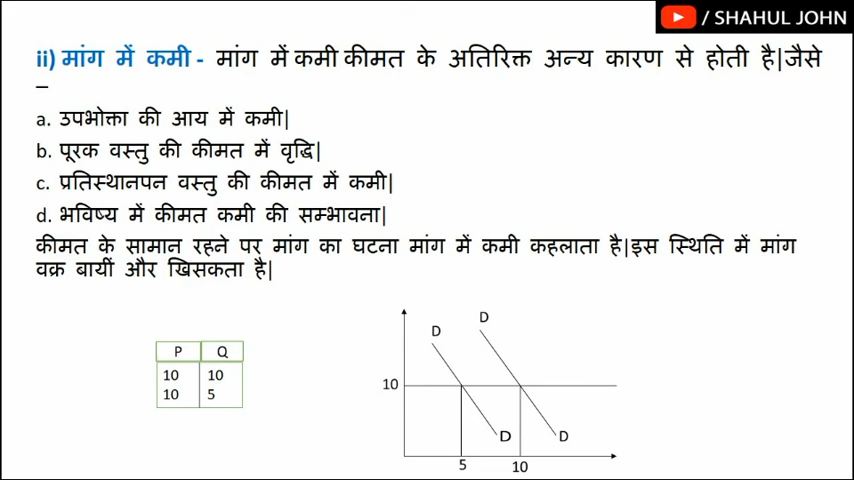 / SHAHUL JOHN
ii) मांग में कमी - मांग में कमी कीमत के अतिरिक्त अन्य कारण से होती है|जैसे
–
a. उपभोक्ता की आय में कमी|
b. पूरक वस्तु की कीमत में वृद्धि|
c. प्रतिस्थानपन वस्तु की कीमत में कमी|
d. भविष्य में कीमत कमी की सम्भावना|
कीमत के सामान रहने पर मांग का घटना मांग में कमी कहलाता है|इस स्थिति में मांग
वक्र बायीं और खिसकता है|
P Q
10 10
10 5
D
D
10
D
D
5 10